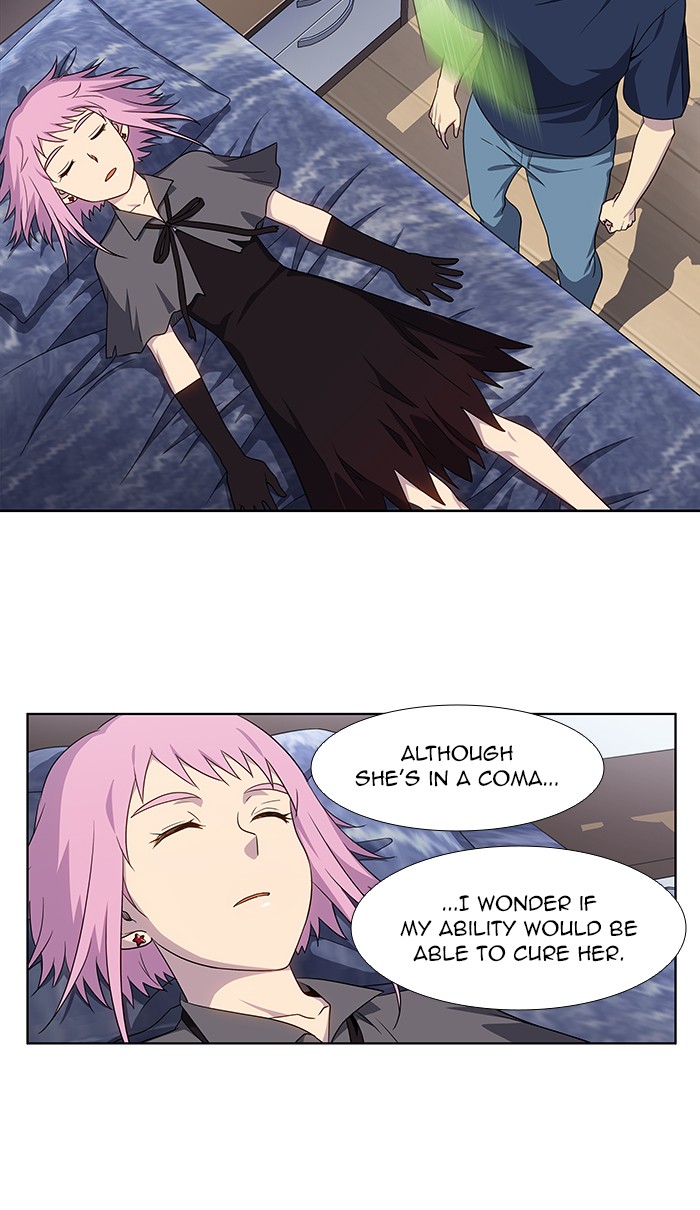 ALTHOUGH
SHE'S IN A COMA...
...I WONDER IF
MY ABILITY WOULD BE
ABLE TO CURE HER.